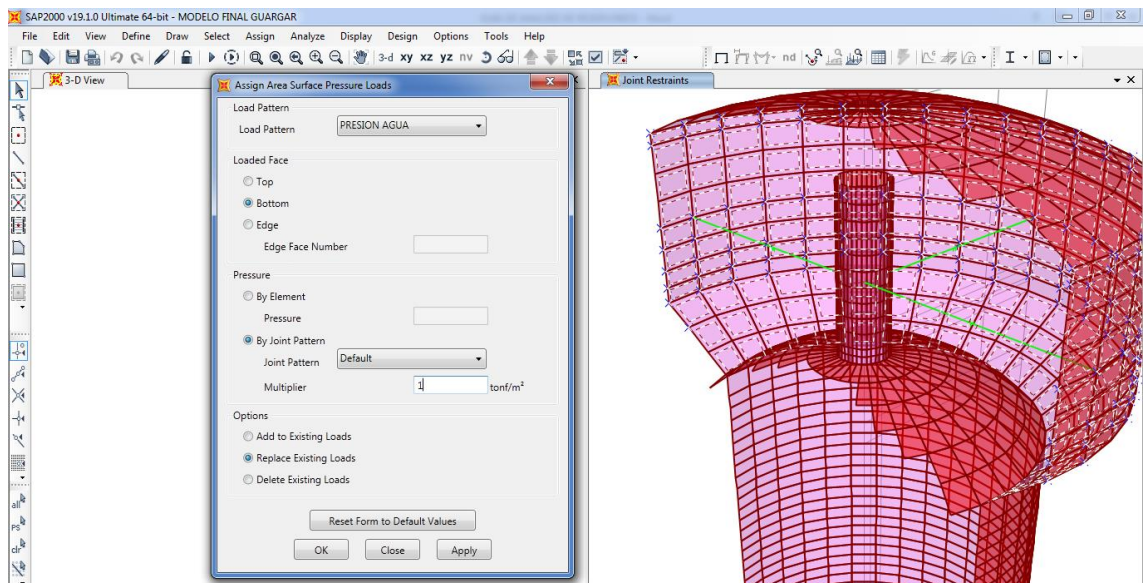 SAP2000 v19.1.0 Ultimate 64-bit - MODELO FINAL GUARGAR
File Edit View Define Draw Select Assign Analyze Display Design Options Tools Help
3-d xy xz yz nv nd
3-D View
Joint Restraints
Assign Area Surface Pressure Loads
Load Pattern
Load Pattern PRESION AGUA
Loaded Face
Top
Bottom
Edge
Edge Face Number
Pressure
By Element
Pressure
By Joint Pattern
Joint Pattern Default
Multiplier 1 tonf/m²
Options
Add to Existing Loads
Replace Existing Loads
Delete Existing Loads
Reset Form to Default Values
OK Close Apply
all
PS
clr